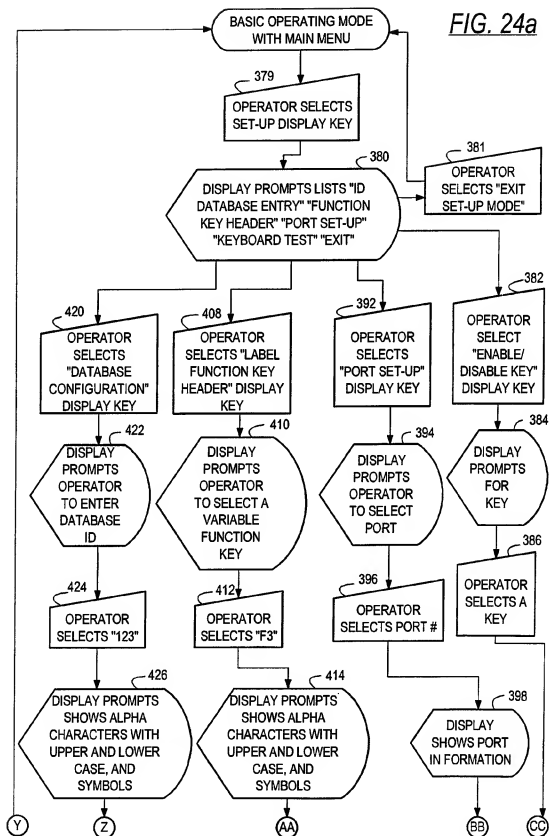 FIG. 24a
BASIC OPERATING MODE
WITH MAIN MENU
379
OPERATOR SELECTS
SET-UP DISPLAY KEY
380
DISPLAY PROMPTS LISTS "ID
DATABASE ENTRY" "FUNCTION
KEY HEADER" "PORT SET-UP"
"KEYBOARD TEST" "EXIT"
381
OPERATOR
SELECTS "EXIT
SET-UP MODE"
420
OPERATOR
SELECTS
"DATABASE
CONFIGURATION"
DISPLAY KEY
408
OPERATOR
SELECTS "LABEL
FUNCTION KEY
HEADER" DISPLAY
KEY
392
OPERATOR
SELECTS
"PORT SET-UP"
DISPLAY KEY
382
OPERATOR
SELECT
"ENABLE/
DISABLE KEY"
DISPLAY KEY
422
DISPLAY
PROMPTS
OPERATOR
TO ENTER
DATABASE
ID
410
DISPLAY
PROMPTS
OPERATOR
TO SELECT A
VARIABLE
FUNCTION
KEY
394
DISPLAY
PROMPTS
OPERATOR
TO SELECT
PORT
384
DISPLAY
PROMPTS
FOR
KEY
424
OPERATOR
SELECTS "123"
412
OPERATOR
SELECTS "F3"
396
OPERATOR
SELECTS PORT #
386
OPERATOR
SELECTS A
KEY
426
DISPLAY PROMPTS
SHOWS ALPHA
CHARACTERS WITH
UPPER AND LOWER
CASE, AND
SYMBOLS
414
DISPLAY PROMPTS
SHOWS ALPHA
CHARACTERS WITH
UPPER AND LOWER
CASE, AND
SYMBOLS
398
DISPLAY
SHOWS PORT
IN FORMATION
Y
Z
AA
BB
CC